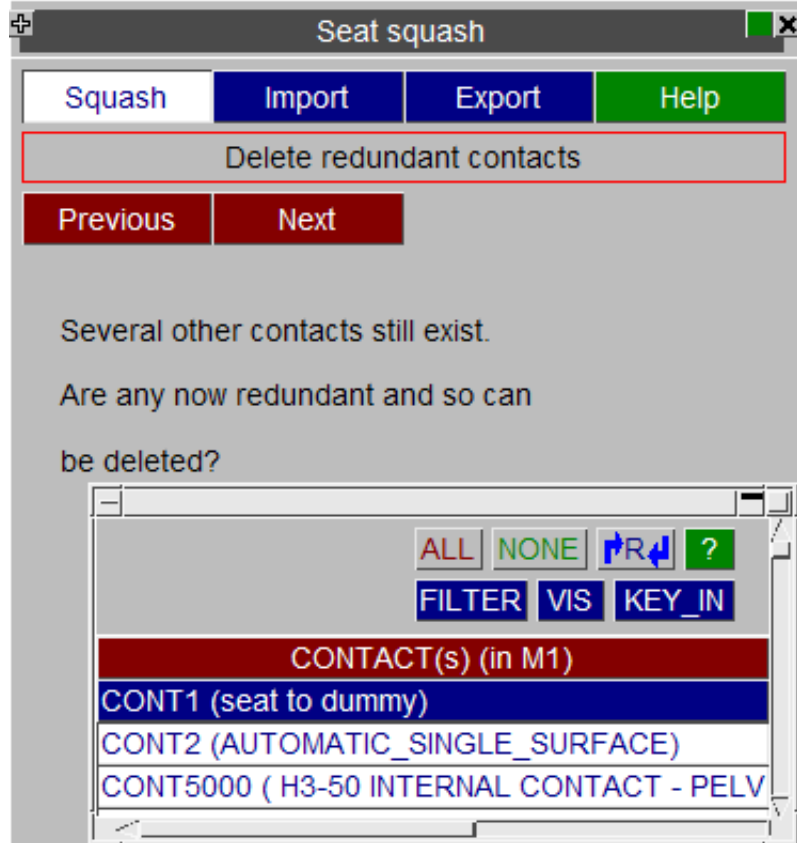 Seat squash
Squash Import Export Help
Delete redundant contacts
Previous Next
Several other contacts still exist.
Are any now redundant and so can
be deleted?
ALL NONE R ?
FILTER VIS KEY_IN
CONTACT(s) (in M1)
CONT1 (seat to dummy)
CONT2 (AUTOMATIC_SINGLE_SURFACE)
CONT5000 ( H3-50 INTERNAL CONTACT - PELV